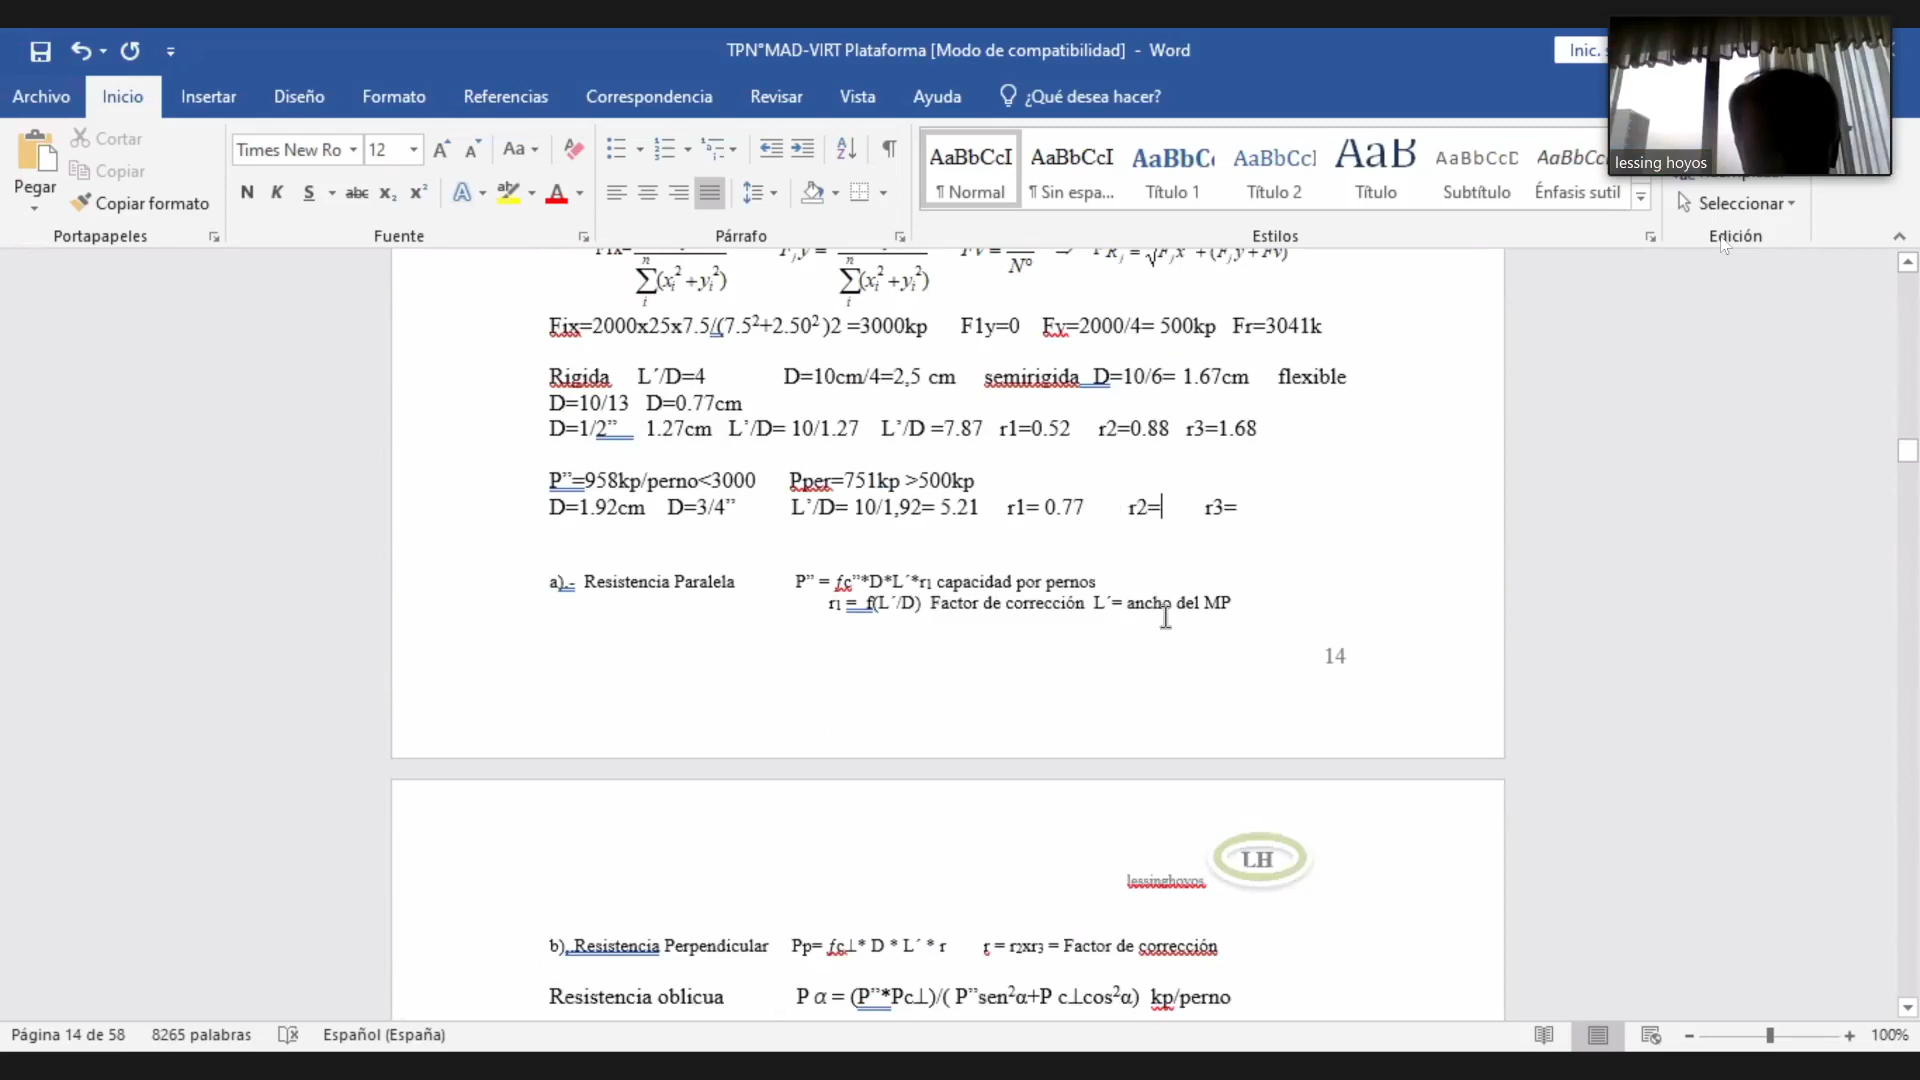 TPN°MAD-VIRT Plataforma [Modo de compatibilidad] - Word
Inic.
Archivo Inicio Insertar Diseño Formato Referencias Correspondencia Revisar Vista Ayuda ¿Qué desea hacer?
lessing hoyos
Pegar
Cortar
Copiar
Copiar formato
Portapapeles
Times New Ro 12
Aa
N K S abc x₂ x²
Fuente
Párrafo
AaBbCcI AaBbCcI AaBbC AaBbCcI AaB AaBbCcD AaBbCc
¶ Normal ¶ Sin espa... Título 1 Título 2 Título Subtítulo Énfasis sutil
Estilos
Seleccionar
Edición
N°
Fix=2000x25x7.5/(7.5²+2.50²)2 =3000kp F1y=0 Fy=2000/4= 500kp Fr=3041k
Rigida L´/D=4 D=10cm/4=2,5 cm semirigida D=10/6= 1.67cm flexible
D=10/13 D=0.77cm
D=1/2” 1.27cm L’/D= 10/1.27 L’/D =7.87 r1=0.52 r2=0.88 r3=1.68
P”=958kp/perno<3000 Pper=751kp >500kp
D=1.92cm D=3/4” L’/D= 10/1,92= 5.21 r1= 0.77 r2= r3=
a).- Resistencia Paralela P” = ƒc”*D*L´*r₁ capacidad por pernos
r₁ = f(L´/D) Factor de corrección L´= ancho del MP
14
LH
lessinghoyos
b). Resistencia Perpendicular Pp= ƒc⊥* D * L´ * r r = r₂xr₃ = Factor de corrección
Resistencia oblicua P α = (P”*Pc⊥)/( P”sen²α+P c⊥cos²α) kp/perno
Página 14 de 58 8265 palabras Español (España) 100%